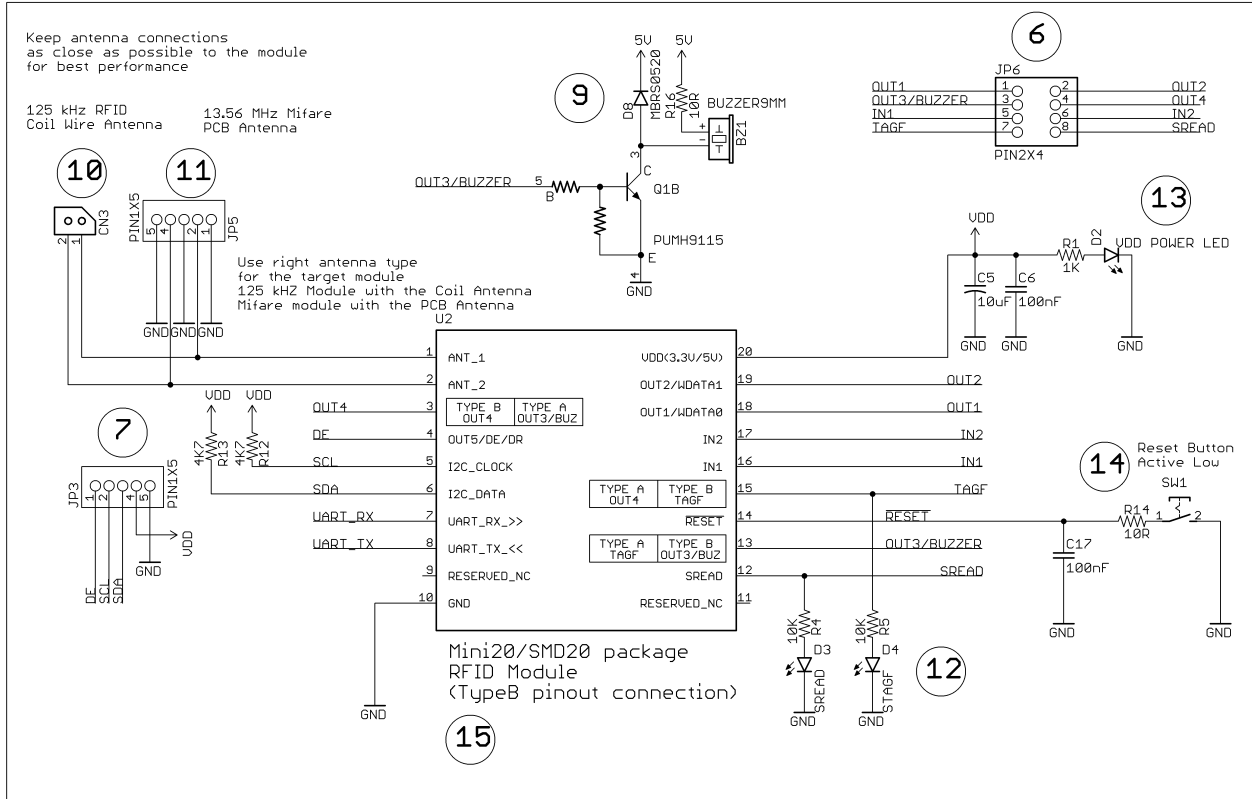 Keep antenna connections
as close as possible to the module
for best performance
125 kHz RFID
Coil Wire Antenna
13.56 MHz Mifare
PCB Antenna
10
11
CN3
2
1
PIN1X5
5
4
2
1
JP5
GND
GND
GND
Use right antenna type
for the target module
125 kHZ Module with the Coil Antenna
Mifare module with the PCB Antenna
9
5V
5V
D8
MBRS0520
R16
10R
BUZZER9MM
+
-
BZ1
3
C
OUT3/BUZZER
5
B
Q1B
PUMH9115
E
4
GND
6
JP6
OUT1
1
2
OUT2
OUT3/BUZZER
3
4
OUT4
IN1
5
6
IN2
TAGF
7
8
SREAD
PIN2X4
13
VDD
R1
1K
D2
VDD POWER LED
C5
10uF
C6
100nF
GND
GND
GND
U2
1
ANT_1
2
ANT_2
OUT4
3
TYPE B
OUT4
TYPE A
OUT3/BUZ
DE
4
OUT5/DE/DR
SCL
5
I2C_CLOCK
SDA
6
I2C_DATA
UART_RX
7
UART_RX_>>
UART_TX
8
UART_TX_<<
9
RESERVED_NC
10
GND
VDD(3.3V/5V)
20
OUT2/WDATA1
19
OUT2
OUT1/WDATA0
18
OUT1
IN2
17
IN2
IN1
16
IN1
TYPE A
OUT4
TYPE B
TAGF
15
TAGF
RESET
14
RESET
TYPE A
TAGF
TYPE B
OUT3/BUZ
13
OUT3/BUZZER
SREAD
12
SREAD
RESERVED_NC
11
VDD
VDD
4K7
R13
4K7
R12
7
JP3
1
2
3
4
5
PIN1X5
VDD
GND
DE
SCL
SDA
GND
14
Reset Button
Active Low
SW1
R14
10R
1
2
C17
100nF
GND
GND
10K
R4
10K
R5
D3
D4
SREAD
STAGF
GND
GND
12
Mini20/SMD20 package
RFID Module
(TypeB pinout connection)
15